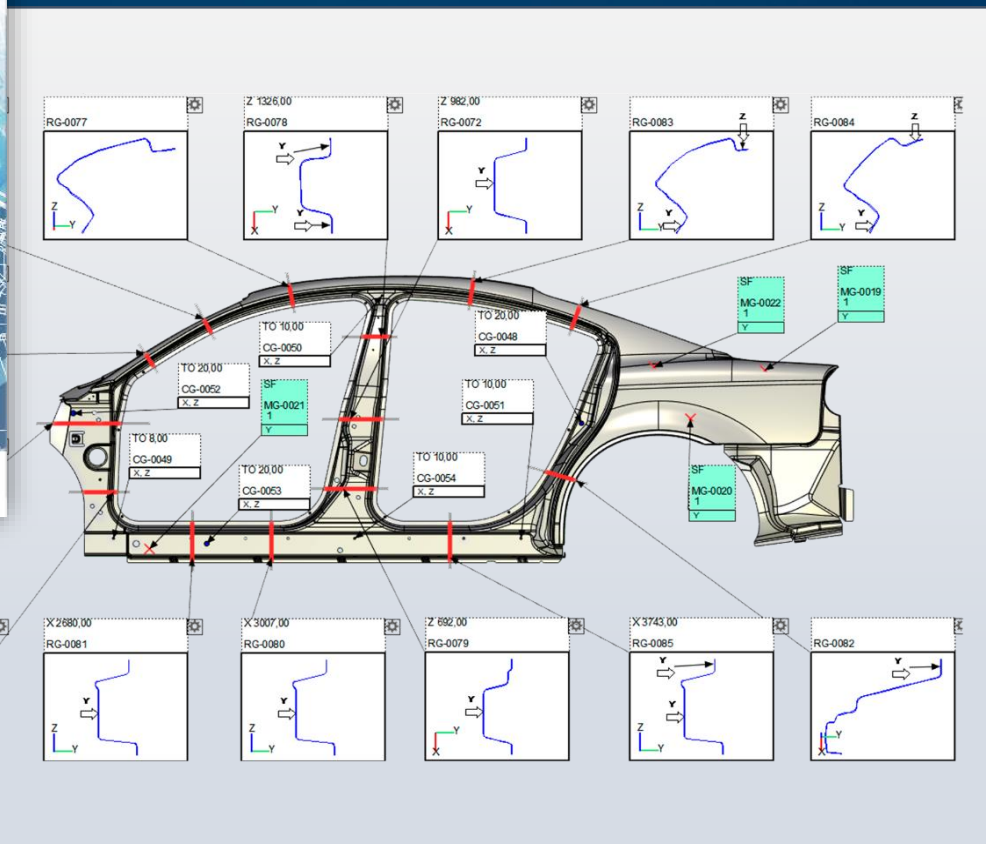 RG-0077
Z 1326,00
RG-0078
Y
Y
Y
X
Z 982,00
RG-0072
Y
Y
X
RG-0083
Z
Z
Y
Y
RG-0084
Z
Z
Y
Y
Z
Y
SF
MG-0022
1
Y
SF
MG-0019
1
Y
TO 10,00
CG-0050
X, Z
TO 20,00
CG-0048
X, Z
TO 20,00
CG-0052
X, Z
SF
MG-0021
1
Y
TO 10,00
CG-0051
X, Z
TO 8,00
CG-0049
X, Z
TO 20,00
CG-0053
X, Z
TO 10,00
CG-0054
X, Z
SF
MG-0020
1
Y
X 2680,00
RG-0081
Y
Z
Y
X 3007,00
RG-0080
Y
Z
Y
Z 692,00
RG-0079
Y
Y
X
X 3743,00
RG-0085
Y
Y
Z
Y
RG-0082
Y
Y
X